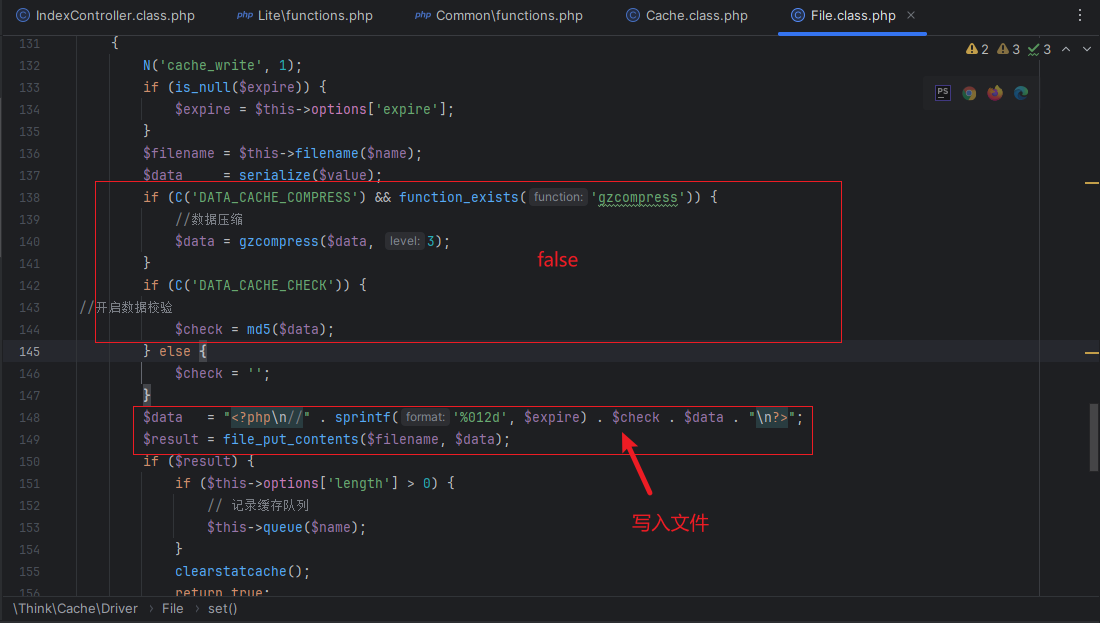 IndexController.class.php php Lite\functions.php php Common\functions.php Cache.class.php File.class.php
131 {
132 N('cache_write', 1);
133 if (is_null($expire)) {
134 $expire = $this->options['expire'];
135 }
136 $filename = $this->filename($name);
137 $data = serialize($value);
138 if (C('DATA_CACHE_COMPRESS') && function_exists( function: 'gzcompress')) {
139 //数据压缩
140 $data = gzcompress($data, level: 3);
141 }
142 if (C('DATA_CACHE_CHECK')) {
143 //开启数据校验
144 $check = md5($data);
145 } else {
146 $check = '';
147 }
148 $data = "<?php\n//" . sprintf( format: '%012d', $expire) . $check . $data . "\n?>";
149 $result = file_put_contents($filename, $data);
150 if ($result) {
151 if ($this->options['length'] > 0) {
152 // 记录缓存队列
153 $this->queue($name);
154 }
155 clearstatcache();
156 return true;
2 3 3
PS
false
写入文件
\Think\Cache\Driver › File › set()